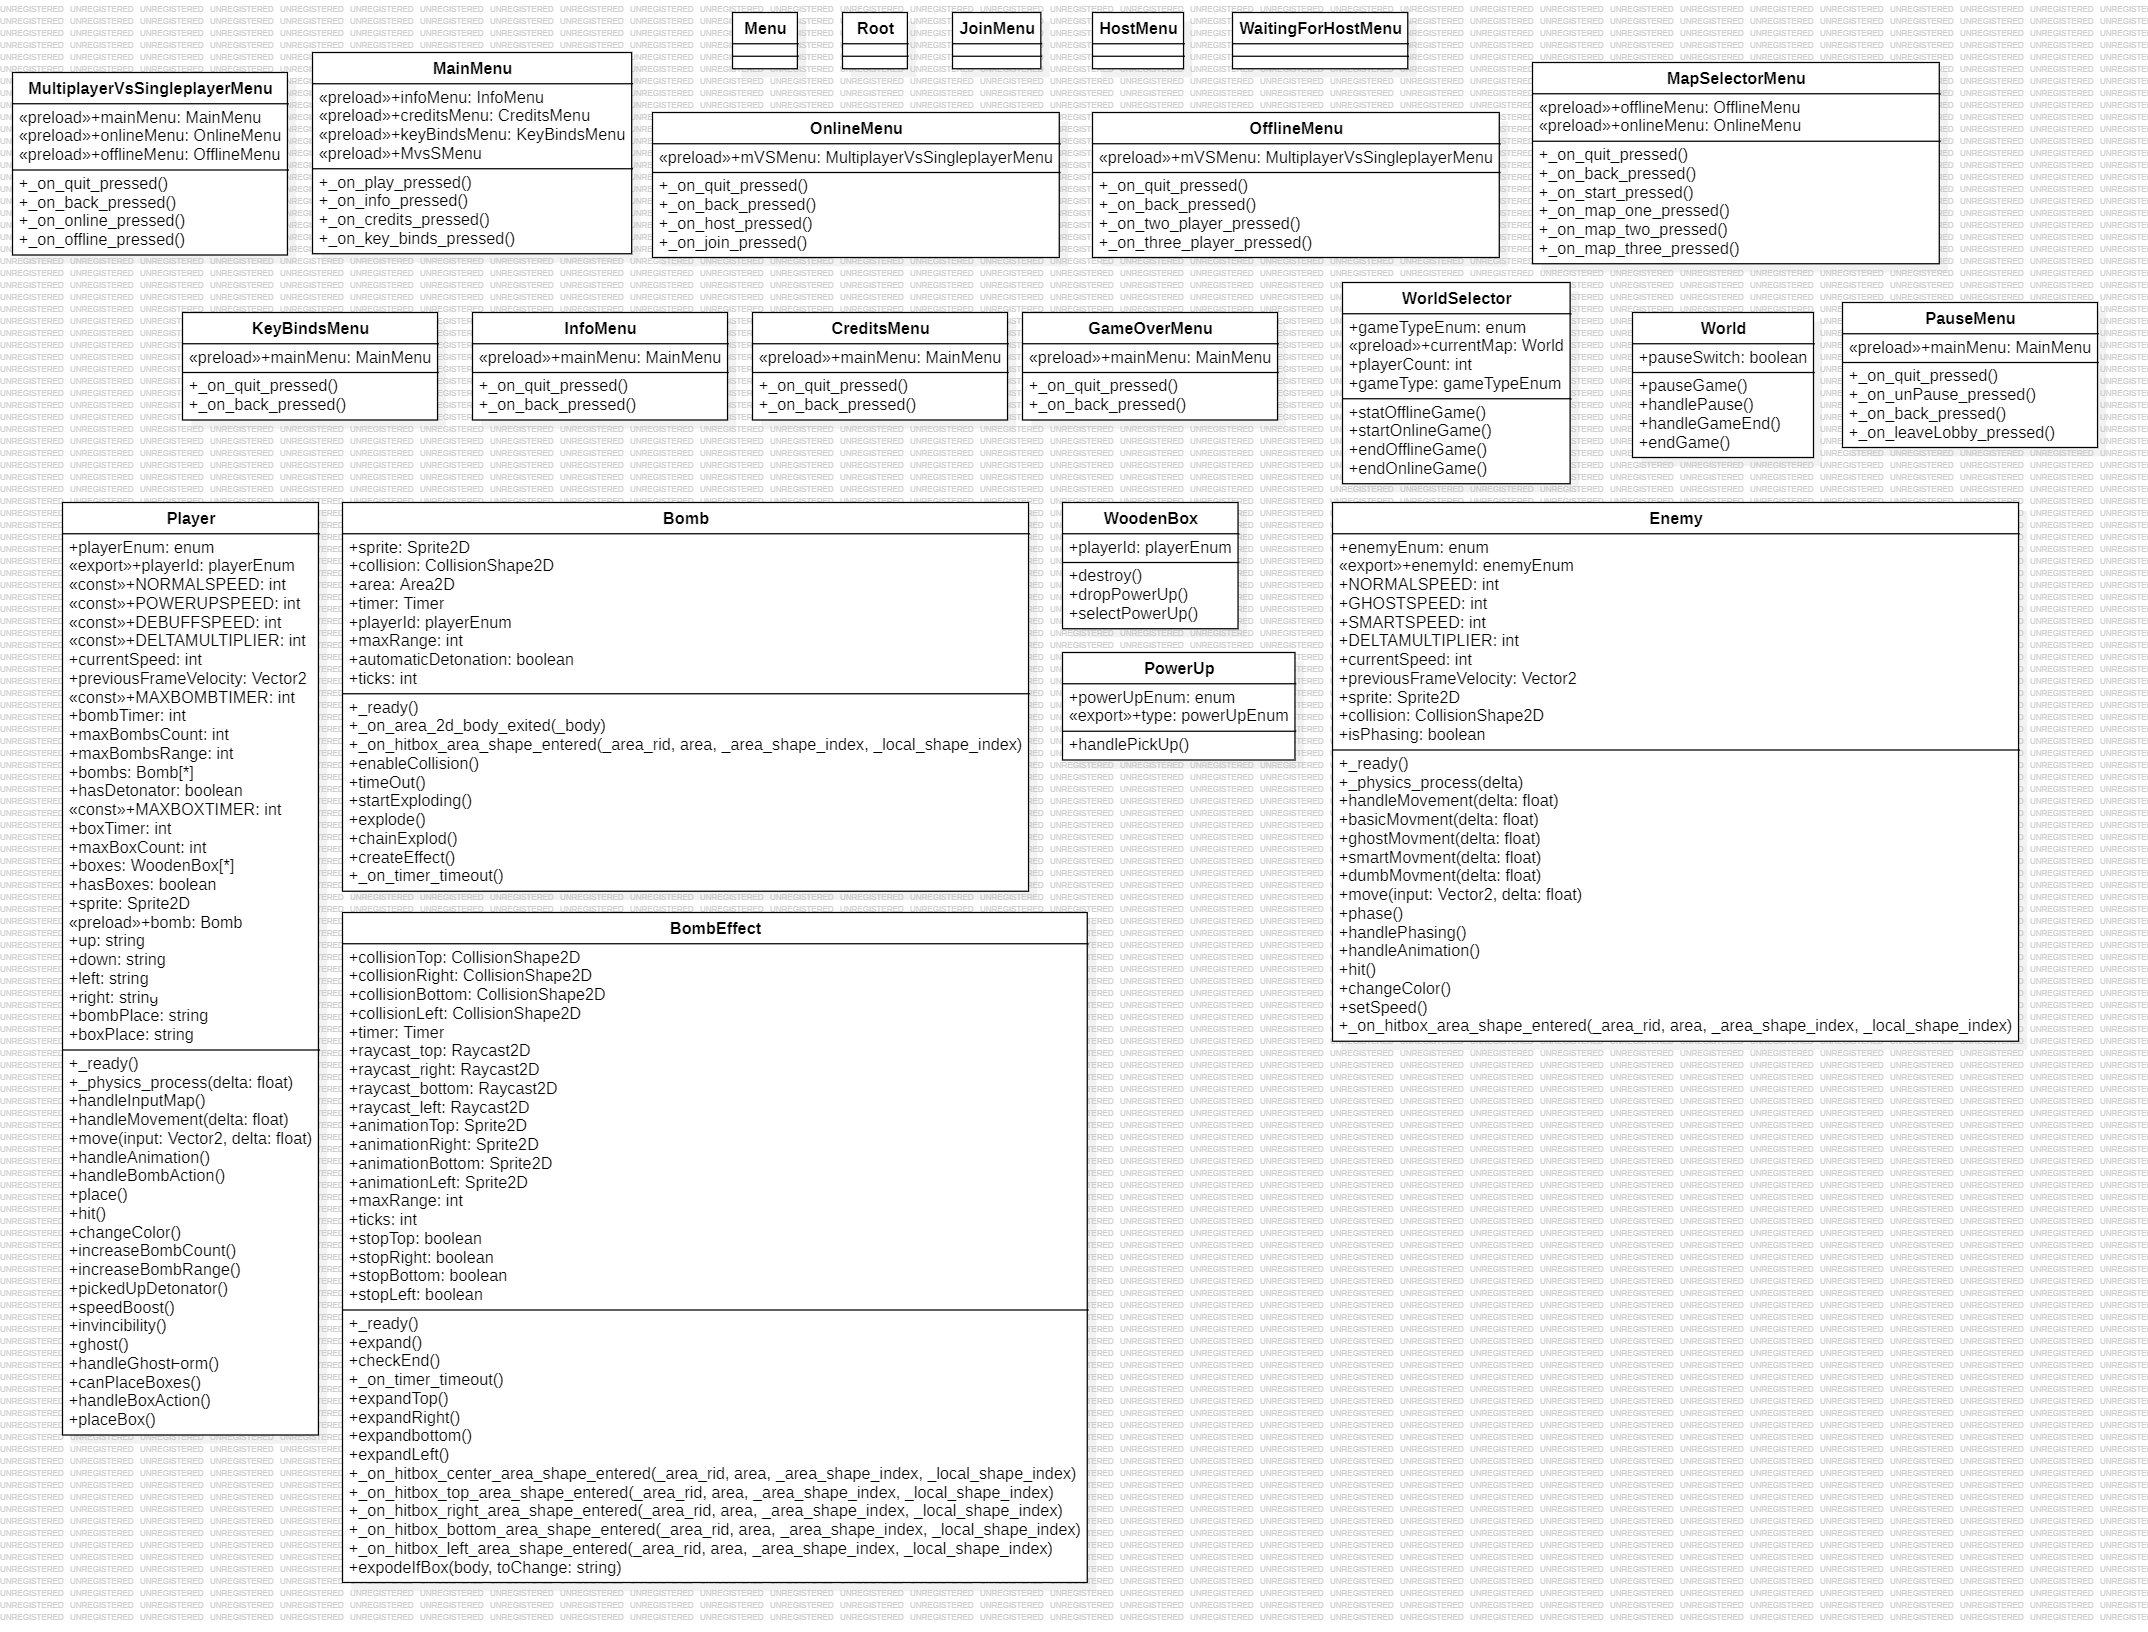 Menu
Root
JoinMenu
HostMenu
WaitingForHostMenu
MultiplayerVsSingleplayerMenu
«preload»+mainMenu: MainMenu
«preload»+onlineMenu: OnlineMenu
«preload»+offlineMenu: OfflineMenu
+_on_quit_pressed()
+_on_back_pressed()
+_on_online_pressed()
+_on_offline_pressed()
MainMenu
«preload»+infoMenu: InfoMenu
«preload»+creditsMenu: CreditsMenu
«preload»+keyBindsMenu: KeyBindsMenu
«preload»+MvsSMenu
+_on_play_pressed()
+_on_info_pressed()
+_on_credits_pressed()
+_on_key_binds_pressed()
OnlineMenu
«preload»+mVSMenu: MultiplayerVsSingleplayerMenu
+_on_quit_pressed()
+_on_back_pressed()
+_on_host_pressed()
+_on_join_pressed()
OfflineMenu
«preload»+mVSMenu: MultiplayerVsSingleplayerMenu
+_on_quit_pressed()
+_on_back_pressed()
+_on_two_player_pressed()
+_on_three_player_pressed()
MapSelectorMenu
«preload»+offlineMenu: OfflineMenu
«preload»+onlineMenu: OnlineMenu
+_on_quit_pressed()
+_on_back_pressed()
+_on_start_pressed()
+_on_map_one_pressed()
+_on_map_two_pressed()
+_on_map_three_pressed()
KeyBindsMenu
«preload»+mainMenu: MainMenu
+_on_quit_pressed()
+_on_back_pressed()
InfoMenu
«preload»+mainMenu: MainMenu
+_on_quit_pressed()
+_on_back_pressed()
CreditsMenu
«preload»+mainMenu: MainMenu
+_on_quit_pressed()
+_on_back_pressed()
GameOverMenu
«preload»+mainMenu: MainMenu
+_on_quit_pressed()
+_on_back_pressed()
WorldSelector
+gameTypeEnum: enum
«preload»+currentMap: World
+playerCount: int
+gameType: gameTypeEnum
+statOfflineGame()
+startOnlineGame()
+endOfflineGame()
+endOnlineGame()
World
+pauseSwitch: boolean
+pauseGame()
+handlePause()
+handleGameEnd()
+endGame()
PauseMenu
«preload»+mainMenu: MainMenu
+_on_quit_pressed()
+_on_unPause_pressed()
+_on_back_pressed()
+_on_leaveLobby_pressed()
Player
+playerEnum: enum
«export»+playerId: playerEnum
«const»+NORMALSPEED: int
«const»+POWERUPSPEED: int
«const»+DEBUFFSPEED: int
«const»+DELTAMULTIPLIER: int
+currentSpeed: int
+previousFrameVelocity: Vector2
«const»+MAXBOMBTIMER: int
+bombTimer: int
+maxBombsCount: int
+maxBombsRange: int
+bombs: Bomb[*]
+hasDetonator: boolean
«const»+MAXBOXTIMER: int
+boxTimer: int
+maxBoxCount: int
+boxes: WoodenBox[*]
+hasBoxes: boolean
+sprite: Sprite2D
«preload»+bomb: Bomb
+up: string
+down: string
+left: string
+right: string
+bombPlace: string
+boxPlace: string
+_ready()
+_physics_process(delta: float)
+handleInputMap()
+handleMovement(delta: float)
+move(input: Vector2, delta: float)
+handleAnimation()
+handleBombAction()
+place()
+hit()
+changeColor()
+increaseBombCount()
+increaseBombRange()
+pickedUpDetonator()
+speedBoost()
+invincibility()
+ghost()
+handleGhostForm()
+canPlaceBoxes()
+handleBoxAction()
+placeBox()
Bomb
+sprite: Sprite2D
+collision: CollisionShape2D
+area: Area2D
+timer: Timer
+playerId: playerEnum
+maxRange: int
+automaticDetonation: boolean
+ticks: int
+_ready()
+_on_area_2d_body_exited(_body)
+_on_hitbox_area_shape_entered(_area_rid, area, _area_shape_index, _local_shape_index)
+enableCollision()
+timeOut()
+startExploding()
+explode()
+chainExplod()
+createEffect()
+_on_timer_timeout()
WoodenBox
+playerId: playerEnum
+destroy()
+dropPowerUp()
+selectPowerUp()
PowerUp
+powerUpEnum: enum
«export»+type: powerUpEnum
+handlePickUp()
Enemy
+enemyEnum: enum
«export»+enemyId: enemyEnum
+NORMALSPEED: int
+GHOSTSPEED: int
+SMARTSPEED: int
+DELTAMULTIPLIER: int
+currentSpeed: int
+previousFrameVelocity: Vector2
+sprite: Sprite2D
+collision: CollisionShape2D
+isPhasing: boolean
+_ready()
+_physics_process(delta)
+handleMovement(delta: float)
+basicMovment(delta: float)
+ghostMovment(delta: float)
+smartMovment(delta: float)
+dumbMovment(delta: float)
+move(input: Vector2, delta: float)
+phase()
+handlePhasing()
+handleAnimation()
+hit()
+changeColor()
+setSpeed()
+_on_hitbox_area_shape_entered(_area_rid, area, _area_shape_index, _local_shape_index)
BombEffect
+collisionTop: CollisionShape2D
+collisionRight: CollisionShape2D
+collisionBottom: CollisionShape2D
+collisionLeft: CollisionShape2D
+timer: Timer
+raycast_top: Raycast2D
+raycast_right: Raycast2D
+raycast_bottom: Raycast2D
+raycast_left: Raycast2D
+animationTop: Sprite2D
+animationRight: Sprite2D
+animationBottom: Sprite2D
+animationLeft: Sprite2D
+maxRange: int
+ticks: int
+stopTop: boolean
+stopRight: boolean
+stopBottom: boolean
+stopLeft: boolean
+_ready()
+expand()
+checkEnd()
+_on_timer_timeout()
+expandTop()
+expandRight()
+expandbottom()
+expandLeft()
+_on_hitbox_center_area_shape_entered(_area_rid, area, _area_shape_index, _local_shape_index)
+_on_hitbox_top_area_shape_entered(_area_rid, area, _area_shape_index, _local_shape_index)
+_on_hitbox_right_area_shape_entered(_area_rid, area, _area_shape_index, _local_shape_index)
+_on_hitbox_bottom_area_shape_entered(_area_rid, area, _area_shape_index, _local_shape_index)
+_on_hitbox_left_area_shape_entered(_area_rid, area, _area_shape_index, _local_shape_index)
+expodeIfBox(body, toChange: string)
UNREGISTERED